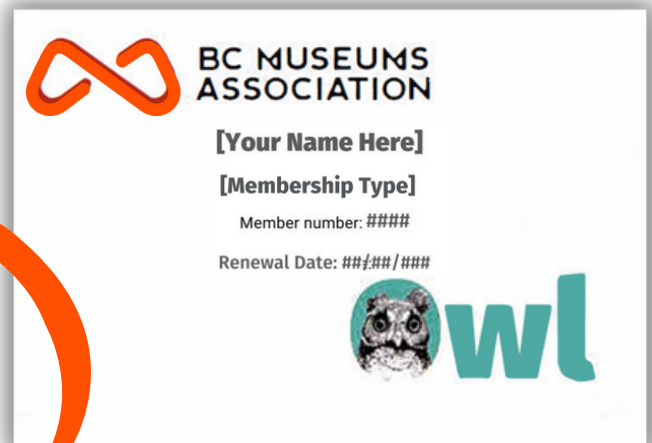 BC MUSEUMS
ASSOCIATION
[Your Name Here]
[Membership Type]
Member number: ####
Renewal Date: ##/##/###
Owl